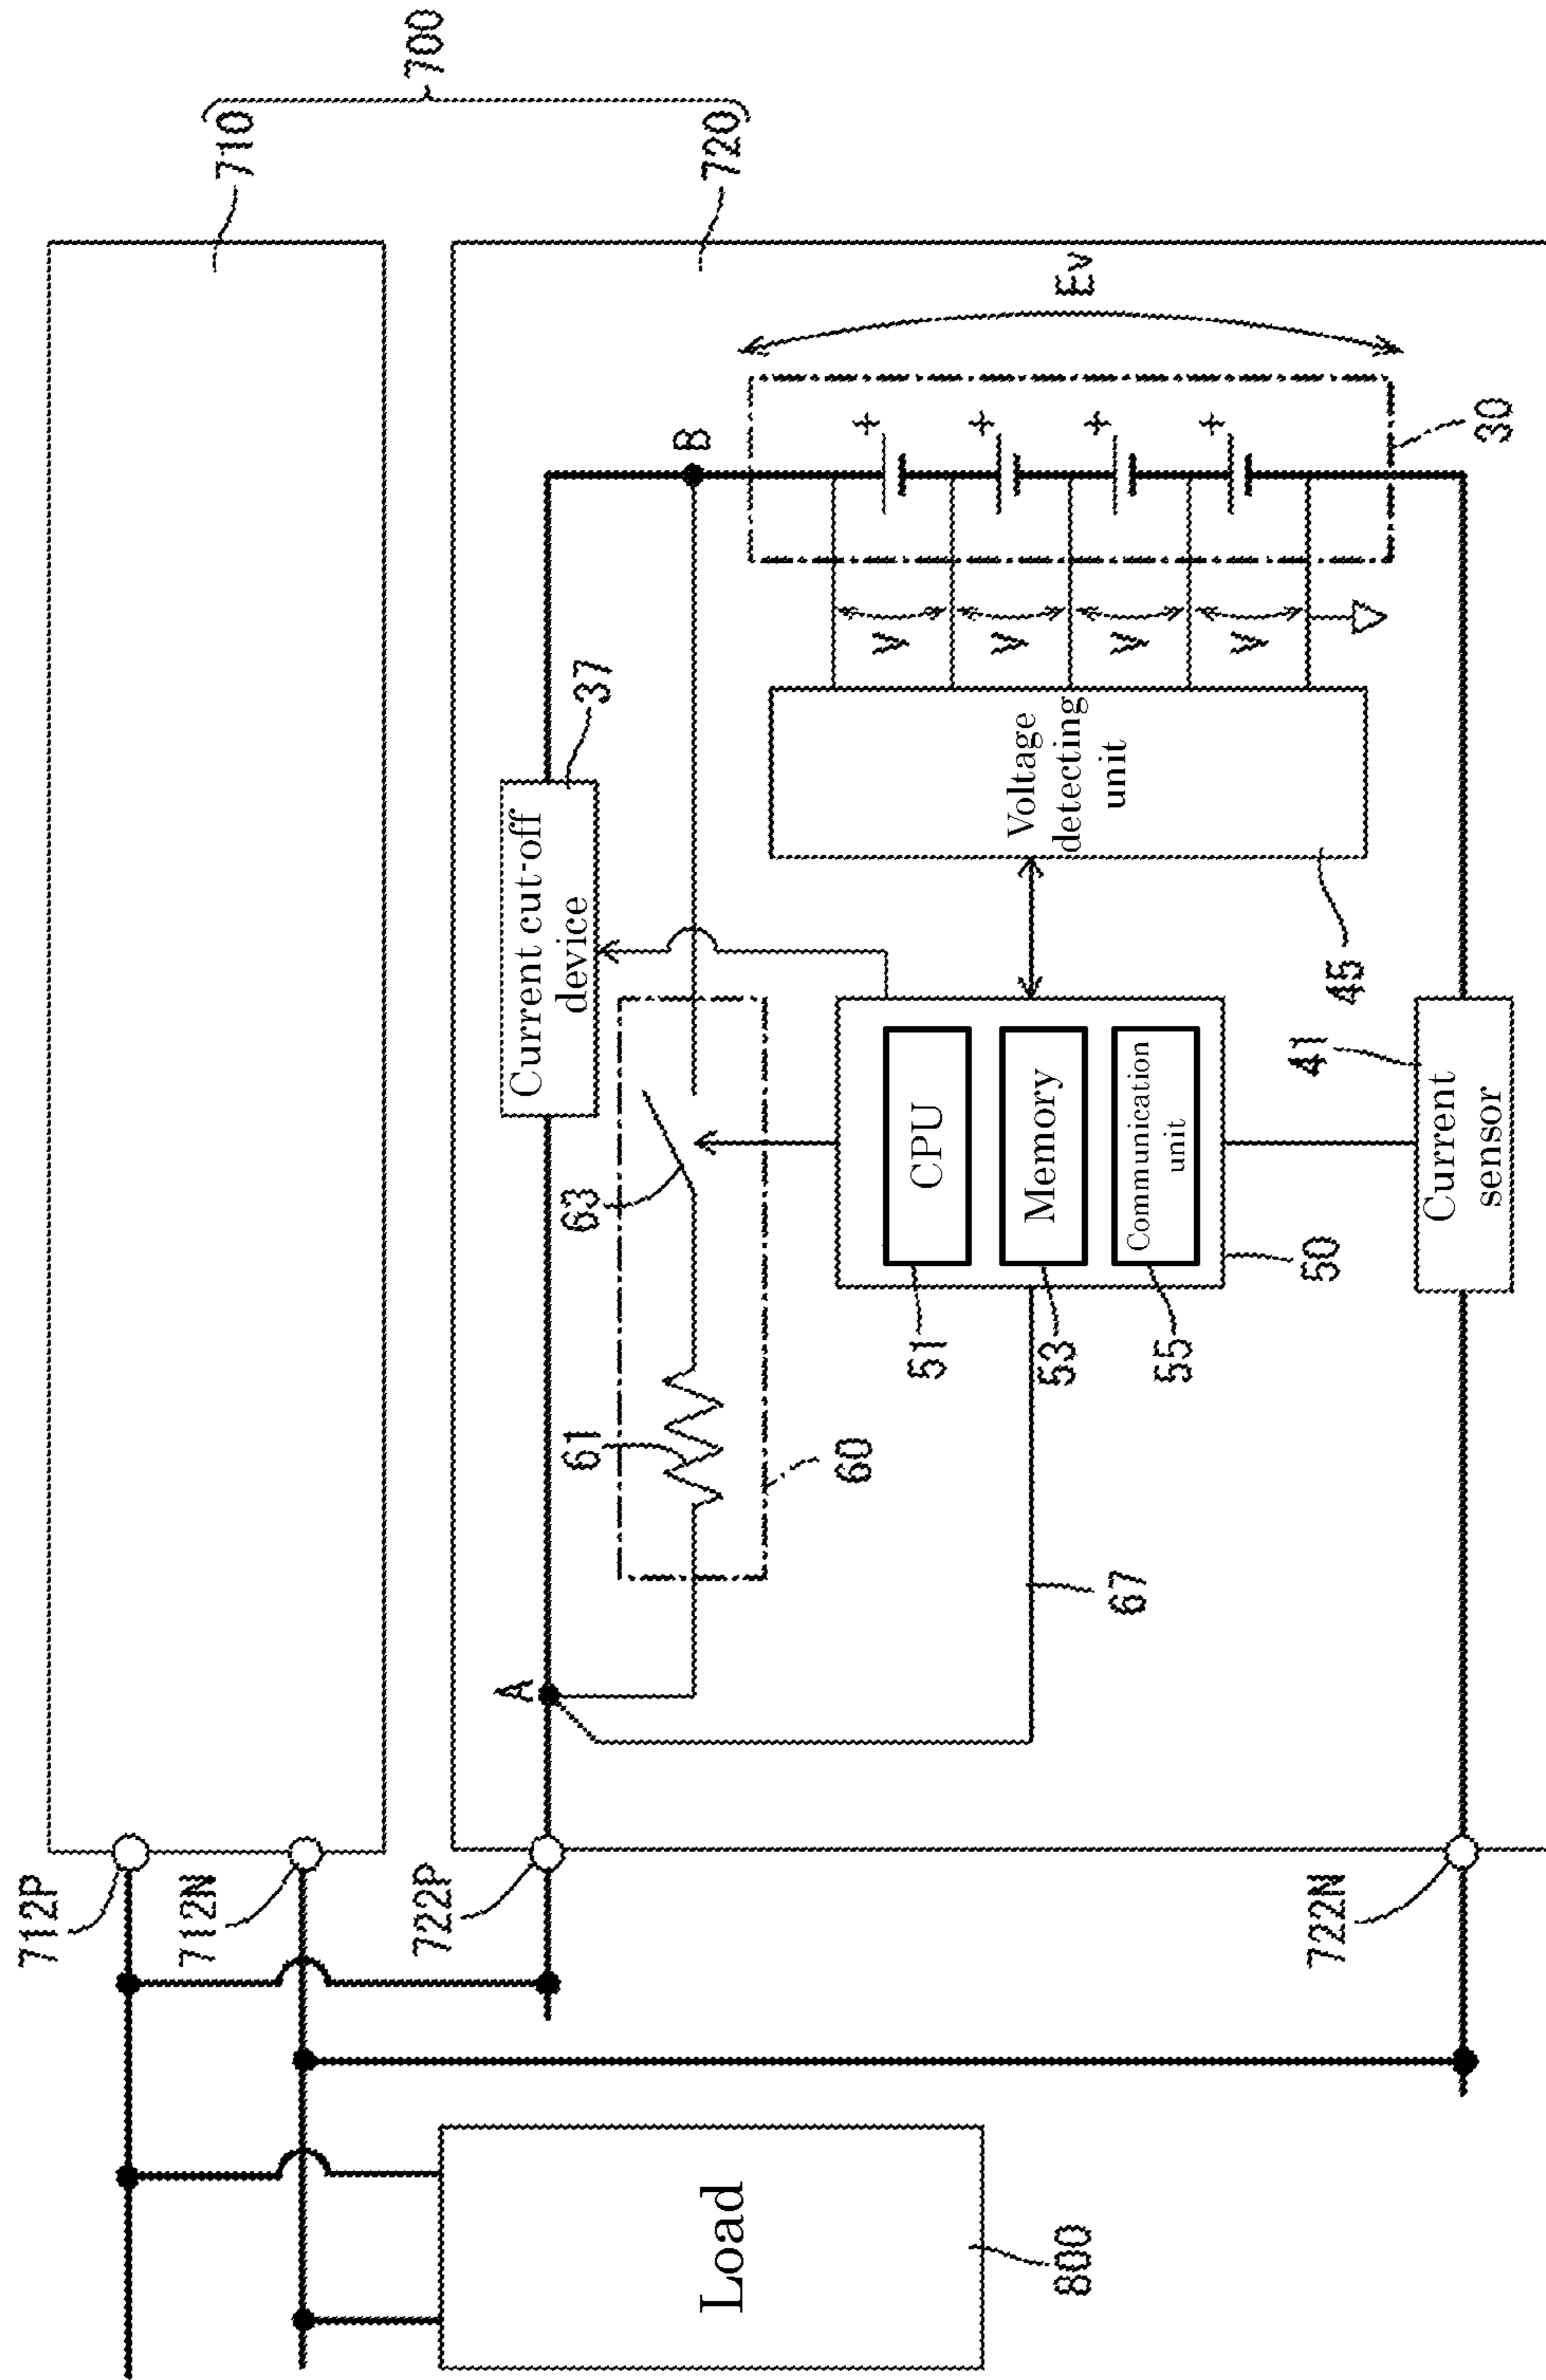 700
710
720
712P
712N
722P
722N
Current cut-off
device
37
A
B
61
63
60
67
CPU
Memory
Communication
unit
51
53
55
50
Voltage
detecting
unit
45
V
V
V
V
+
+
+
+
Ev
30
Current
sensor
41
Load
800